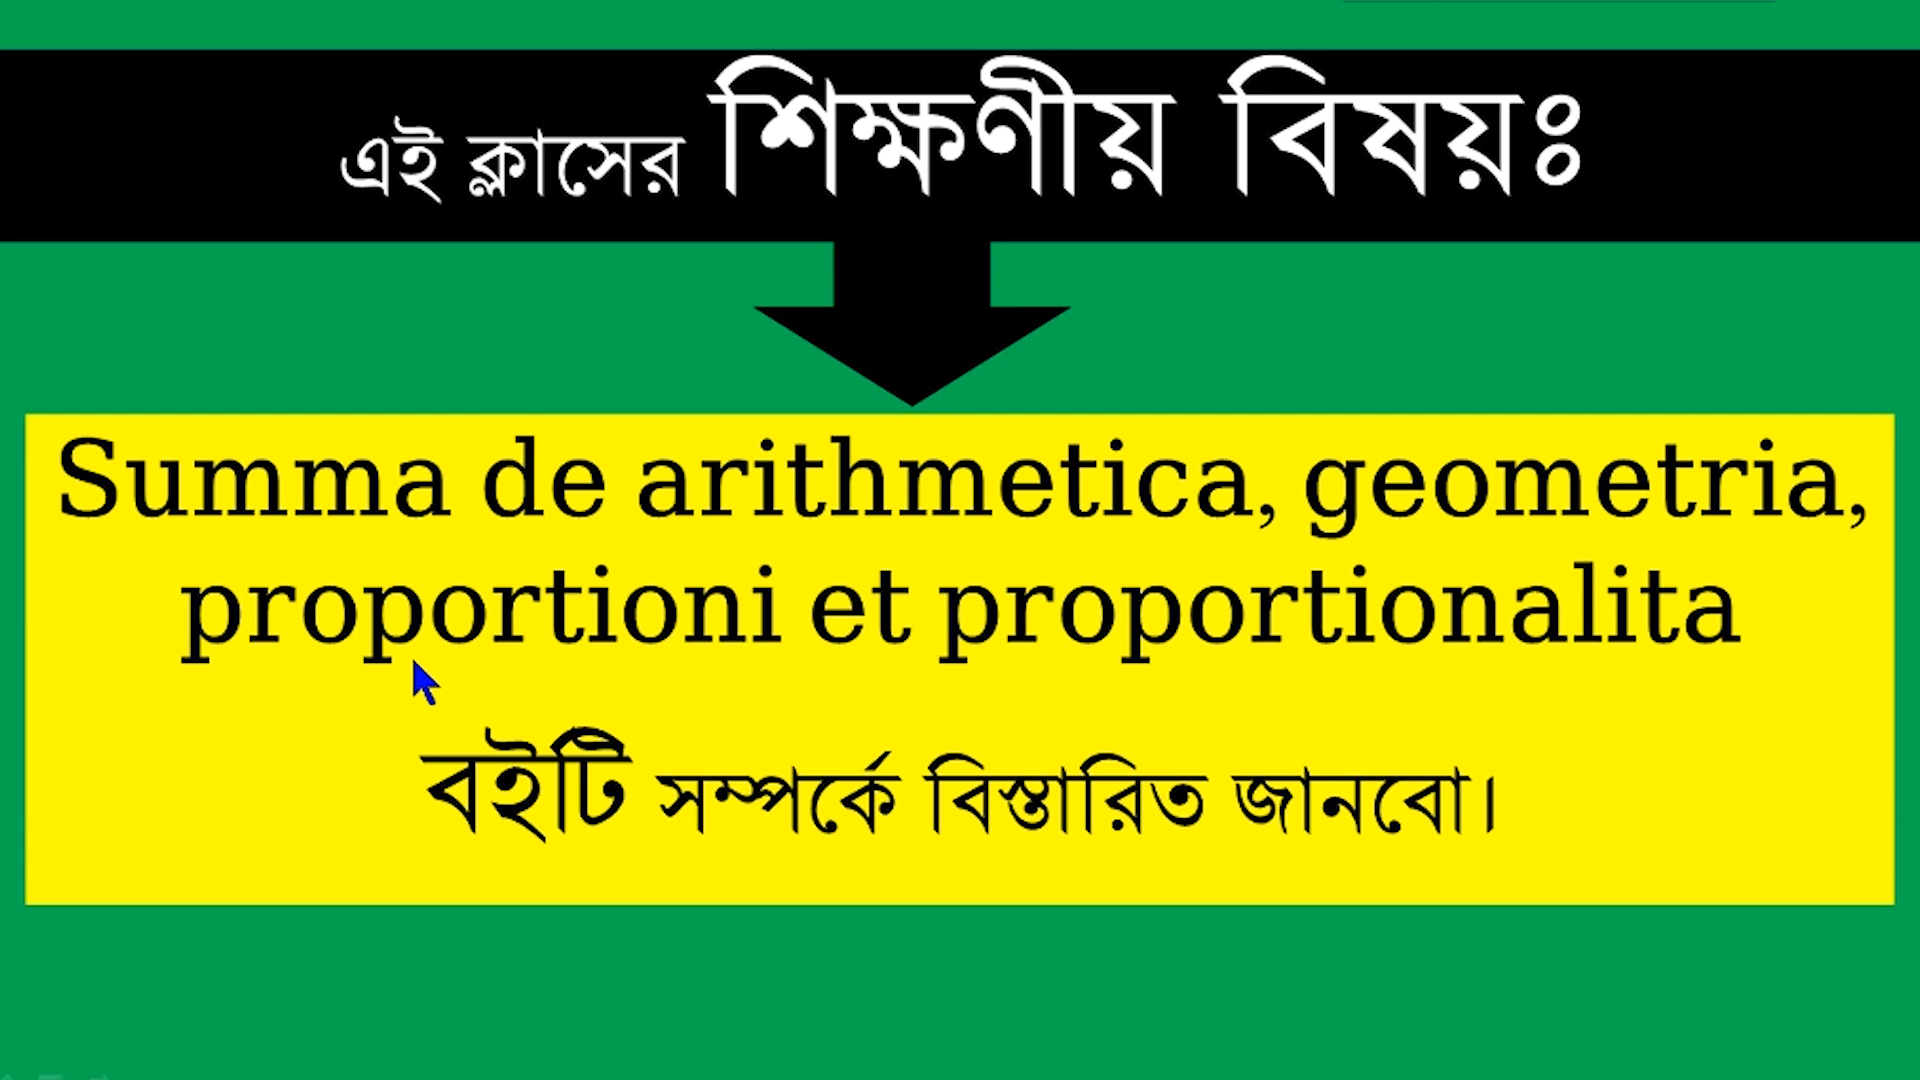 এই ক্লাসের শিক্ষণীয় বিষয়ঃ
Summa de arithmetica, geometria,
proportioni et proportionalita
বইটি সম্পর্কে বিস্তারিত জানবো।